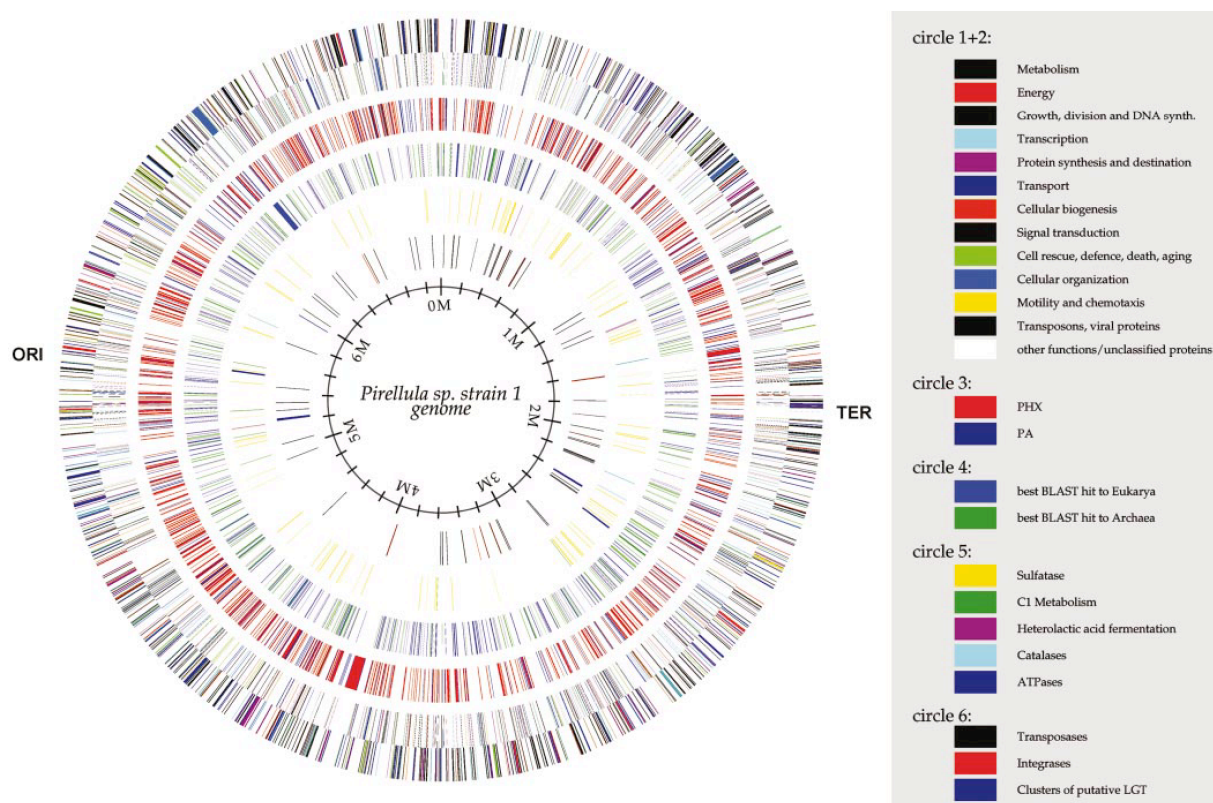 ORI
TER
0M
1M
2M
3M
4M
5M
6M
Pirellula sp. strain 1
genome
circle 1+2:
Metabolism
Energy
Growth, division and DNA synth.
Transcription
Protein synthesis and destination
Transport
Cellular biogenesis
Signal transduction
Cell rescue, defence, death, aging
Cellular organization
Motility and chemotaxis
Transposons, viral proteins
other functions/unclassified proteins
circle 3:
PHX
PA
circle 4:
best BLAST hit to Eukarya
best BLAST hit to Archaea
circle 5:
Sulfatase
C1 Metabolism
Heterolactic acid fermentation
Catalases
ATPases
circle 6:
Transposases
Integrases
Clusters of putative LGT